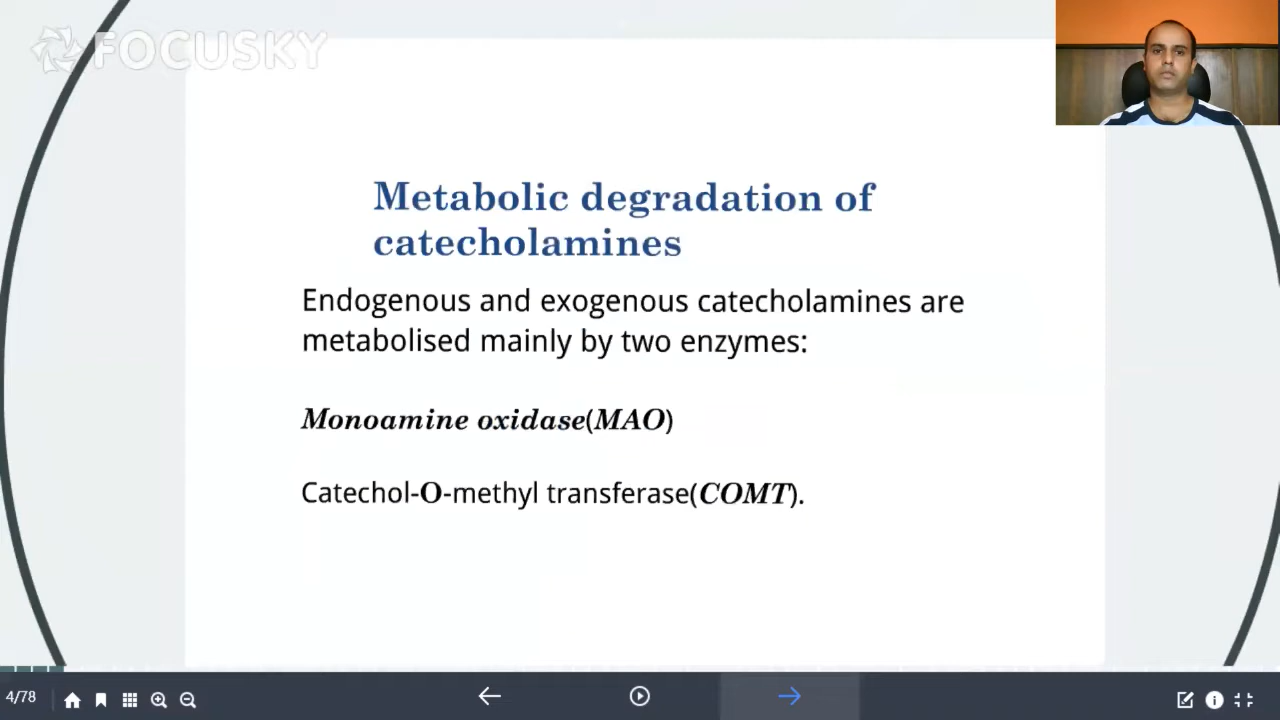 FOCUSKY
Metabolic degradation of
catecholamines
Endogenous and exogenous catecholamines are
metabolised mainly by two enzymes:
Monoamine oxidase(MAO)
Catechol-O-methyl transferase(COMT).
4/78